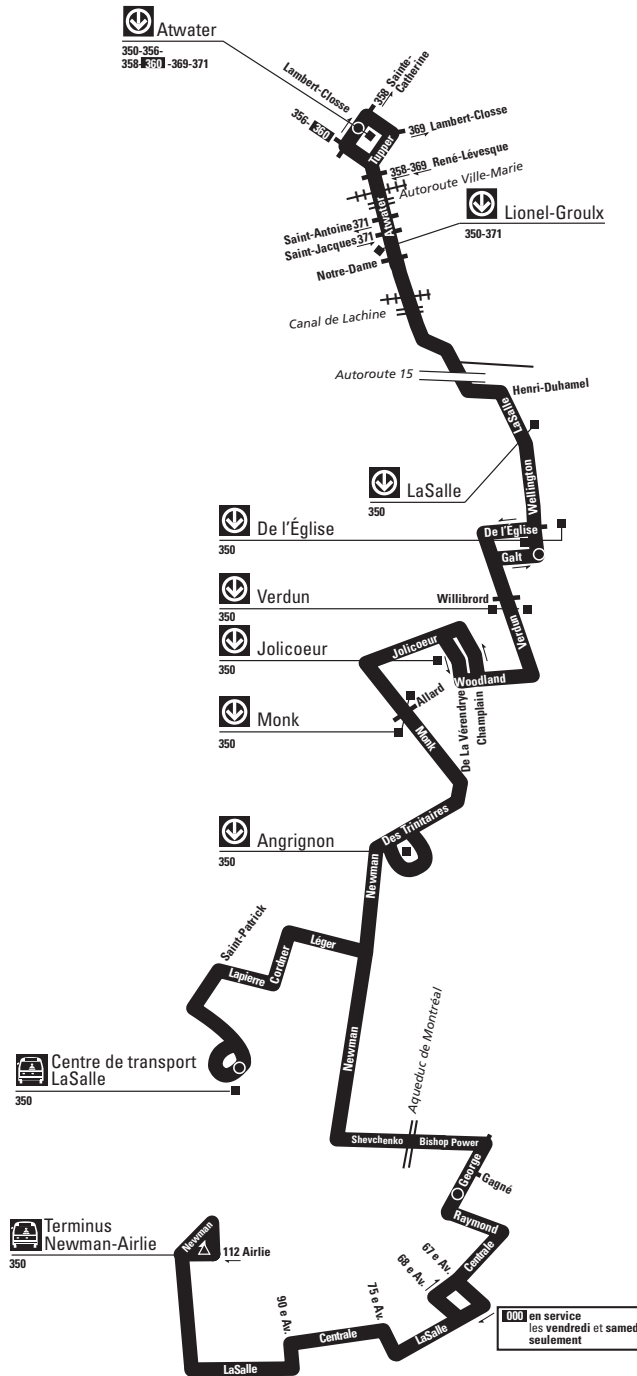 Atwater
350-356-
358-360 -369-371
Lambert-Closse
358 Sainte-
Catherine
356-360
369 Lambert-Closse
Tupper
358-369 René-Lévesque
Autoroute Ville-Marie
Atwater
Lionel-Groulx
350-371
Saint-Antoine 371
Saint-Jacques 371
Notre-Dame
Canal de Lachine
Autoroute 15
Henri-Duhamel
LaSalle
Wellington
LaSalle
350
De l'Église
350
De l'Église
Galt
Verdun
350
Willibrord
Verdun
Jolicoeur
350
Jolicoeur
Woodland
De La Vérendrye
Champlain
Allard
Monk
350
Monk
Des Trinitaires
Angrignon
350
Newman
Saint-Patrick
Léger
Cordner
Lapierre
Newman
Aqueduc de Montréal
Centre de transport
LaSalle
350
Shevchenko
Bishop Power
George
Gagné
Raymond
Centrale
Terminus
Newman-Airlie
350
Newman
112 Airlie
67 e Av.
68 e Av.
90 e Av.
75 e Av.
Centrale
LaSalle
LaSalle
000 en service
les vendredi et samed
seulement